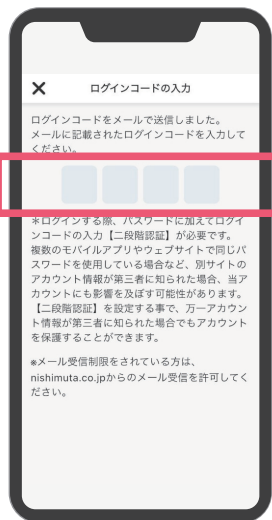 × ログインコードの入力
ログインコードをメールで送信しました。
メールに記載されたログインコードを入力して
ください。
*ログインする際、パスワードに加えてログイ
ンコードの入力【二段階認証】が必要です。
複数のモバイルアプリやウェブサイトで同じパ
スワードを使用している場合など、別サイトの
アカウント情報が第三者に知られた場合、当ア
カウントにも影響を及ぼす可能性があります。
【二段階認証】を設定する事で、万一アカウン
ト情報が第三者に知られた場合でもアカウント
を保護することができます。
※メール受信制限をされている方は、
nishimuta.co.jpからのメール受信を許可してく
ださい。